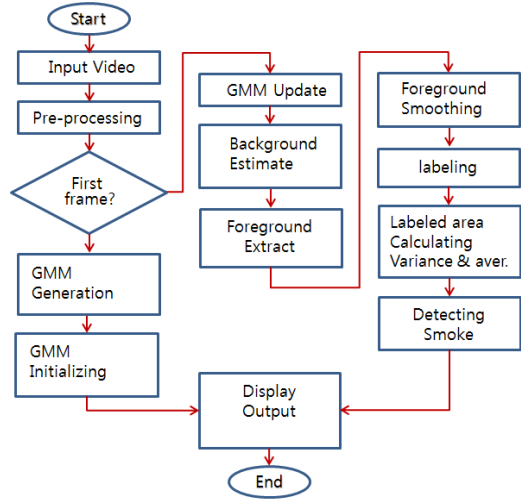 Start
Input Video
Pre-processing
First
frame?
GMM
Generation
GMM
Initializing
GMM Update
Background
Estimate
Foreground
Extract
Foreground
Smoothing
labeling
Labeled area
Calculating
Variance & aver.
Detecting
Smoke
Display
Output
End